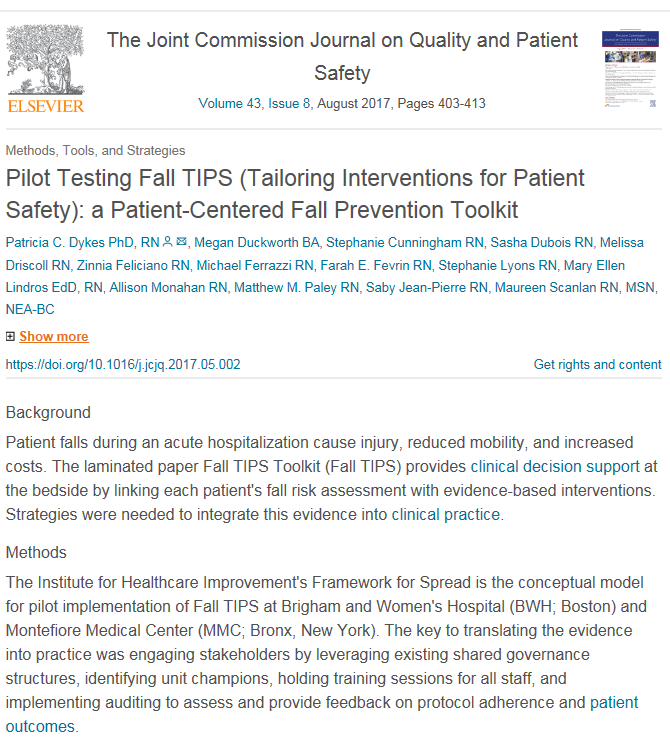 The Joint Commission Journal on Quality and Patient
Safety
ELSEVIER
Volume 43, Issue 8, August 2017, Pages 403-413
Methods, Tools, and Strategies
Pilot Testing Fall TIPS (Tailoring Interventions for Patient
Safety): a Patient-Centered Fall Prevention Toolkit
Patricia C. Dykes PhD, RN, Megan Duckworth BA, Stephanie Cunningham RN, Sasha Dubois RN, Melissa
Driscoll RN, Zinnia Feliciano RN, Michael Ferrazzi RN, Farah E. Fevrin RN, Stephanie Lyons RN, Mary Ellen
Lindros EdD, RN, Allison Monahan RN, Matthew M. Paley RN, Saby Jean-Pierre RN, Maureen Scanlan RN, MSN,
NEA-BC
Show more
https://doi.org/10.1016/j.jcjq.2017.05.002 Get rights and content
Background
Patient falls during an acute hospitalization cause injury, reduced mobility, and increased
costs. The laminated paper Fall TIPS Toolkit (Fall TIPS) provides clinical decision support at
the bedside by linking each patient's fall risk assessment with evidence-based interventions.
Strategies were needed to integrate this evidence into clinical practice.
Methods
The Institute for Healthcare Improvement's Framework for Spread is the conceptual model
for pilot implementation of Fall TIPS at Brigham and Women's Hospital (BWH; Boston) and
Montefiore Medical Center (MMC; Bronx, New York). The key to translating the evidence
into practice was engaging stakeholders by leveraging existing shared governance
structures, identifying unit champions, holding training sessions for all staff, and
implementing auditing to assess and provide feedback on protocol adherence and patient
outcomes.